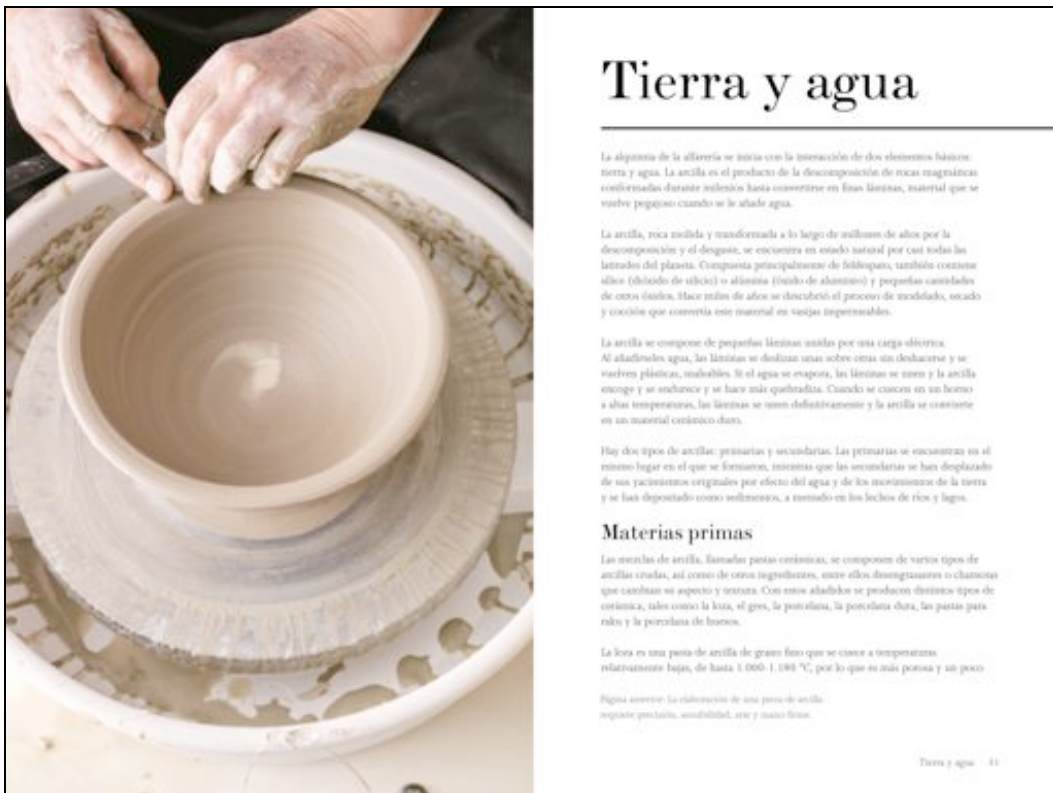 Tierra y agua
La alquimia de la alfarería se inicia con la interacción de dos elementos básicos:
tierra y agua. La arcilla es el producto de la descomposición de rocas magmáticas
conformadas durante milenios hasta convertirse en finas láminas, material que se
vuelve pegajoso cuando se le añade agua.
La arcilla, roca molida y transformada a lo largo de millones de años por la
descomposición y el desgaste, se encuentra en estado natural por casi todas las
latitudes del planeta. Compuesta principalmente de feldespato, también contiene
sílice (dióxido de silicio) o alúmina (óxido de aluminio) y pequeñas cantidades
de otros óxidos. Hace miles de años se descubrió el proceso de modelado, secado
y cocción que convertía este material en vasijas impermeables.
La arcilla se compone de pequeñas láminas unidas por una carga eléctrica.
Al añadírseles agua, las láminas se deslizan unas sobre otras sin deshacerse y se
vuelven plásticas, maleables. Si el agua se evapora, las láminas se unen y la arcilla
encoge y se endurece y se hace más quebradiza. Cuando se cuecen en un horno
a altas temperaturas, las láminas se unen definitivamente y la arcilla se convierte
en un material cerámico duro.
Hay dos tipos de arcillas: primarias y secundarias. Las primarias se encuentran en el
mismo lugar en el que se formaron, mientras que las secundarias se han desplazado
de sus yacimientos originales por efecto del agua y de los movimientos de la tierra
y se han depositado como sedimentos, a menudo en los lechos de ríos y lagos.
Materias primas
Las mezclas de arcilla, llamadas pastas cerámicas, se componen de varios tipos de
arcillas crudas, así como de otros ingredientes, entre ellos desengrasantes o chamotas
que cambian su aspecto y textura. Con estos añadidos se producen distintos tipos de
cerámica, tales como la loza, el gres, la porcelana, la porcelana dura, las pastas para
raku y la porcelana de huesos.
La loza es una pasta de arcilla de grano fino que se cuece a temperaturas
relativamente bajas, de hasta 1.000-1.180 °C, por lo que es más porosa y un poco
Página anterior: La elaboración de una pieza de arcilla
requiere precisión, sensibilidad, arte y mano firme.
Tierra y agua